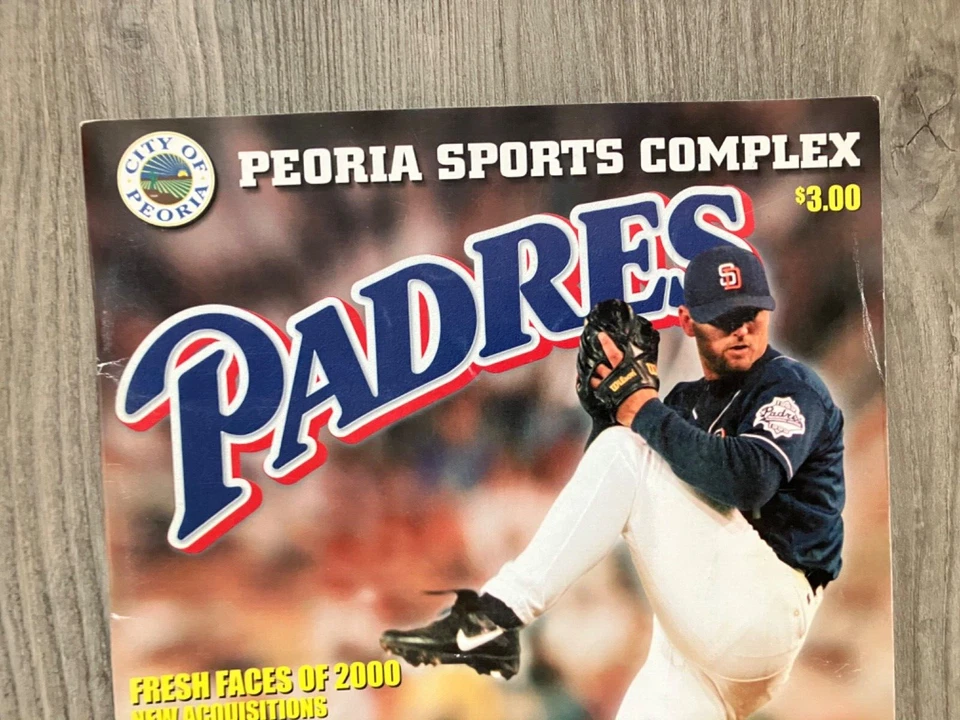 CITY OF PEORIA
PEORIA SPORTS COMPLEX
$3.00
PADRES
SD
Wilson
Padres
FRESH FACES OF 2000
NEW ACQUISITIONS